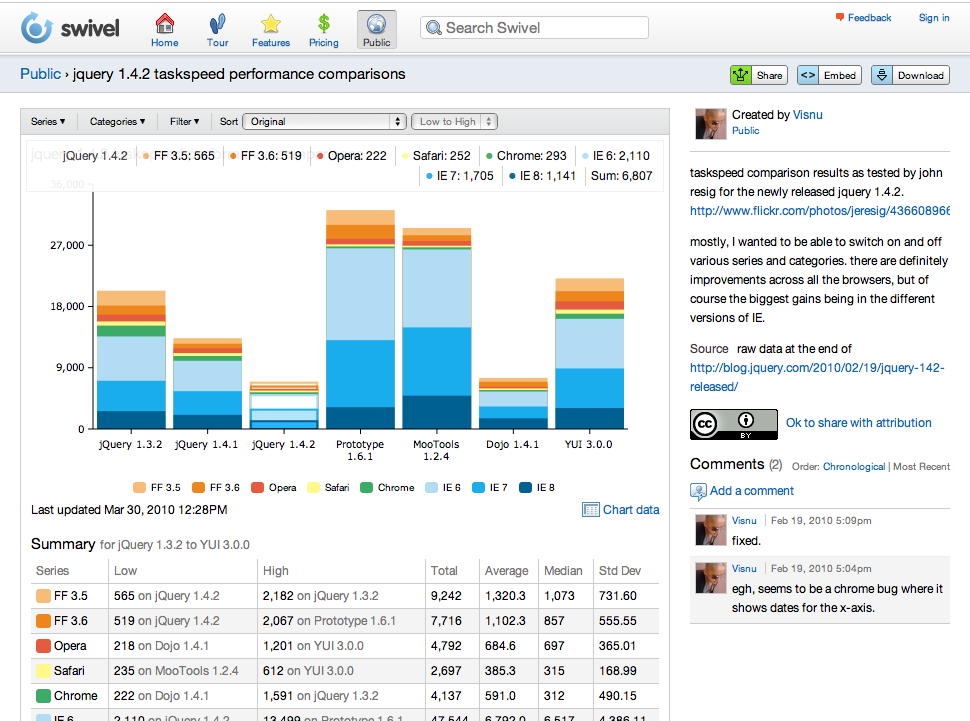 swivel
Home Tour Features Pricing Public
Search Swivel
Feedback Sign in
Public › jquery 1.4.2 taskspeed performance comparisons
Share <> Embed Download
Series ▾ Categories ▾ Filter ▾ Sort Original Low to High
jQuery 1.4.2 FF 3.5: 565 FF 3.6: 519 Opera: 222 Safari: 252 Chrome: 293 IE 6: 2,110
IE 7: 1,705 IE 8: 1,141 Sum: 6,807
36,000
27,000
18,000
9,000
0
jQuery 1.3.2 jQuery 1.4.1 jQuery 1.4.2 Prototype 1.6.1 MooTools 1.2.4 Dojo 1.4.1 YUI 3.0.0
FF 3.5 FF 3.6 Opera Safari Chrome IE 6 IE 7 IE 8
Last updated Mar 30, 2010 12:28PM
Chart data
Summary for jQuery 1.3.2 to YUI 3.0.0
Series Low High Total Average Median Std Dev
FF 3.5 565 on jQuery 1.4.2 2,182 on jQuery 1.3.2 9,242 1,320.3 1,073 731.60
FF 3.6 519 on jQuery 1.4.2 2,067 on Prototype 1.6.1 7,716 1,102.3 857 555.55
Opera 218 on Dojo 1.4.1 1,201 on YUI 3.0.0 4,792 684.6 697 365.01
Safari 235 on MooTools 1.2.4 612 on YUI 3.0.0 2,697 385.3 315 168.99
Chrome 222 on Dojo 1.4.1 1,591 on jQuery 1.3.2 4,137 591.0 312 490.15
IE 6 2,110 on jQuery 1.4.2 13,499 on Prototype 1.6.1 47,544 6,792.0 6,517 4,386.11
Created by Visnu
Public
taskspeed comparison results as tested by john
resig for the newly released jquery 1.4.2.
http://www.flickr.com/photos/jeresig/436608966
mostly, I wanted to be able to switch on and off
various series and categories. there are definitely
improvements across all the browsers, but of
course the biggest gains being in the different
versions of IE.
Source raw data at the end of
http://blog.jquery.com/2010/02/19/jquery-142-
released/
cc BY
Ok to share with attribution
Comments (2) Order: Chronological | Most Recent
Add a comment
Visnu Feb 19, 2010 5:09pm
fixed.
Visnu Feb 19, 2010 5:04pm
egh, seems to be a chrome bug where it
shows dates for the x-axis.